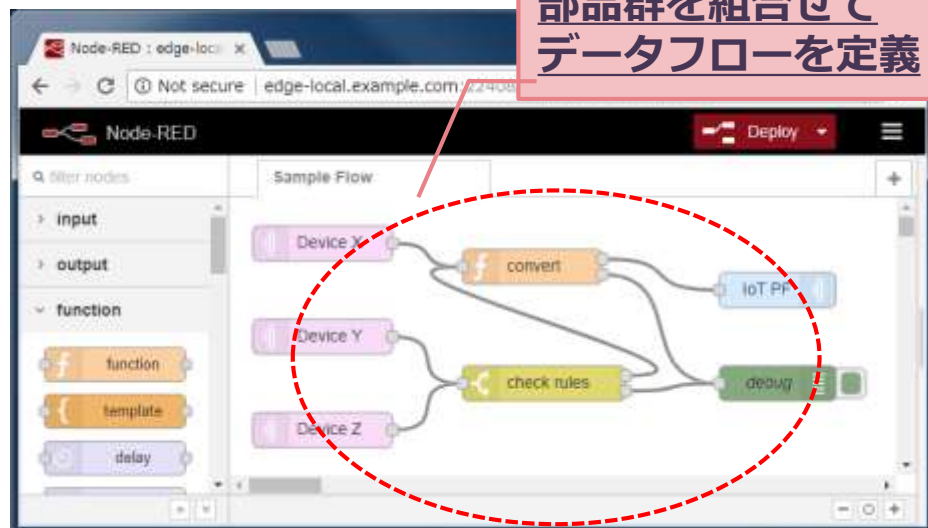 部品群を組合せて
データフローを定義
Node-RED : edge-loc
Not secure
edge-local.example.com:22408
Node-RED
Deploy
filter nodes
Sample Flow
input
output
function
function
template
delay
Device X
convert
IoT PF
Device Y
check rules
debug
Device Z